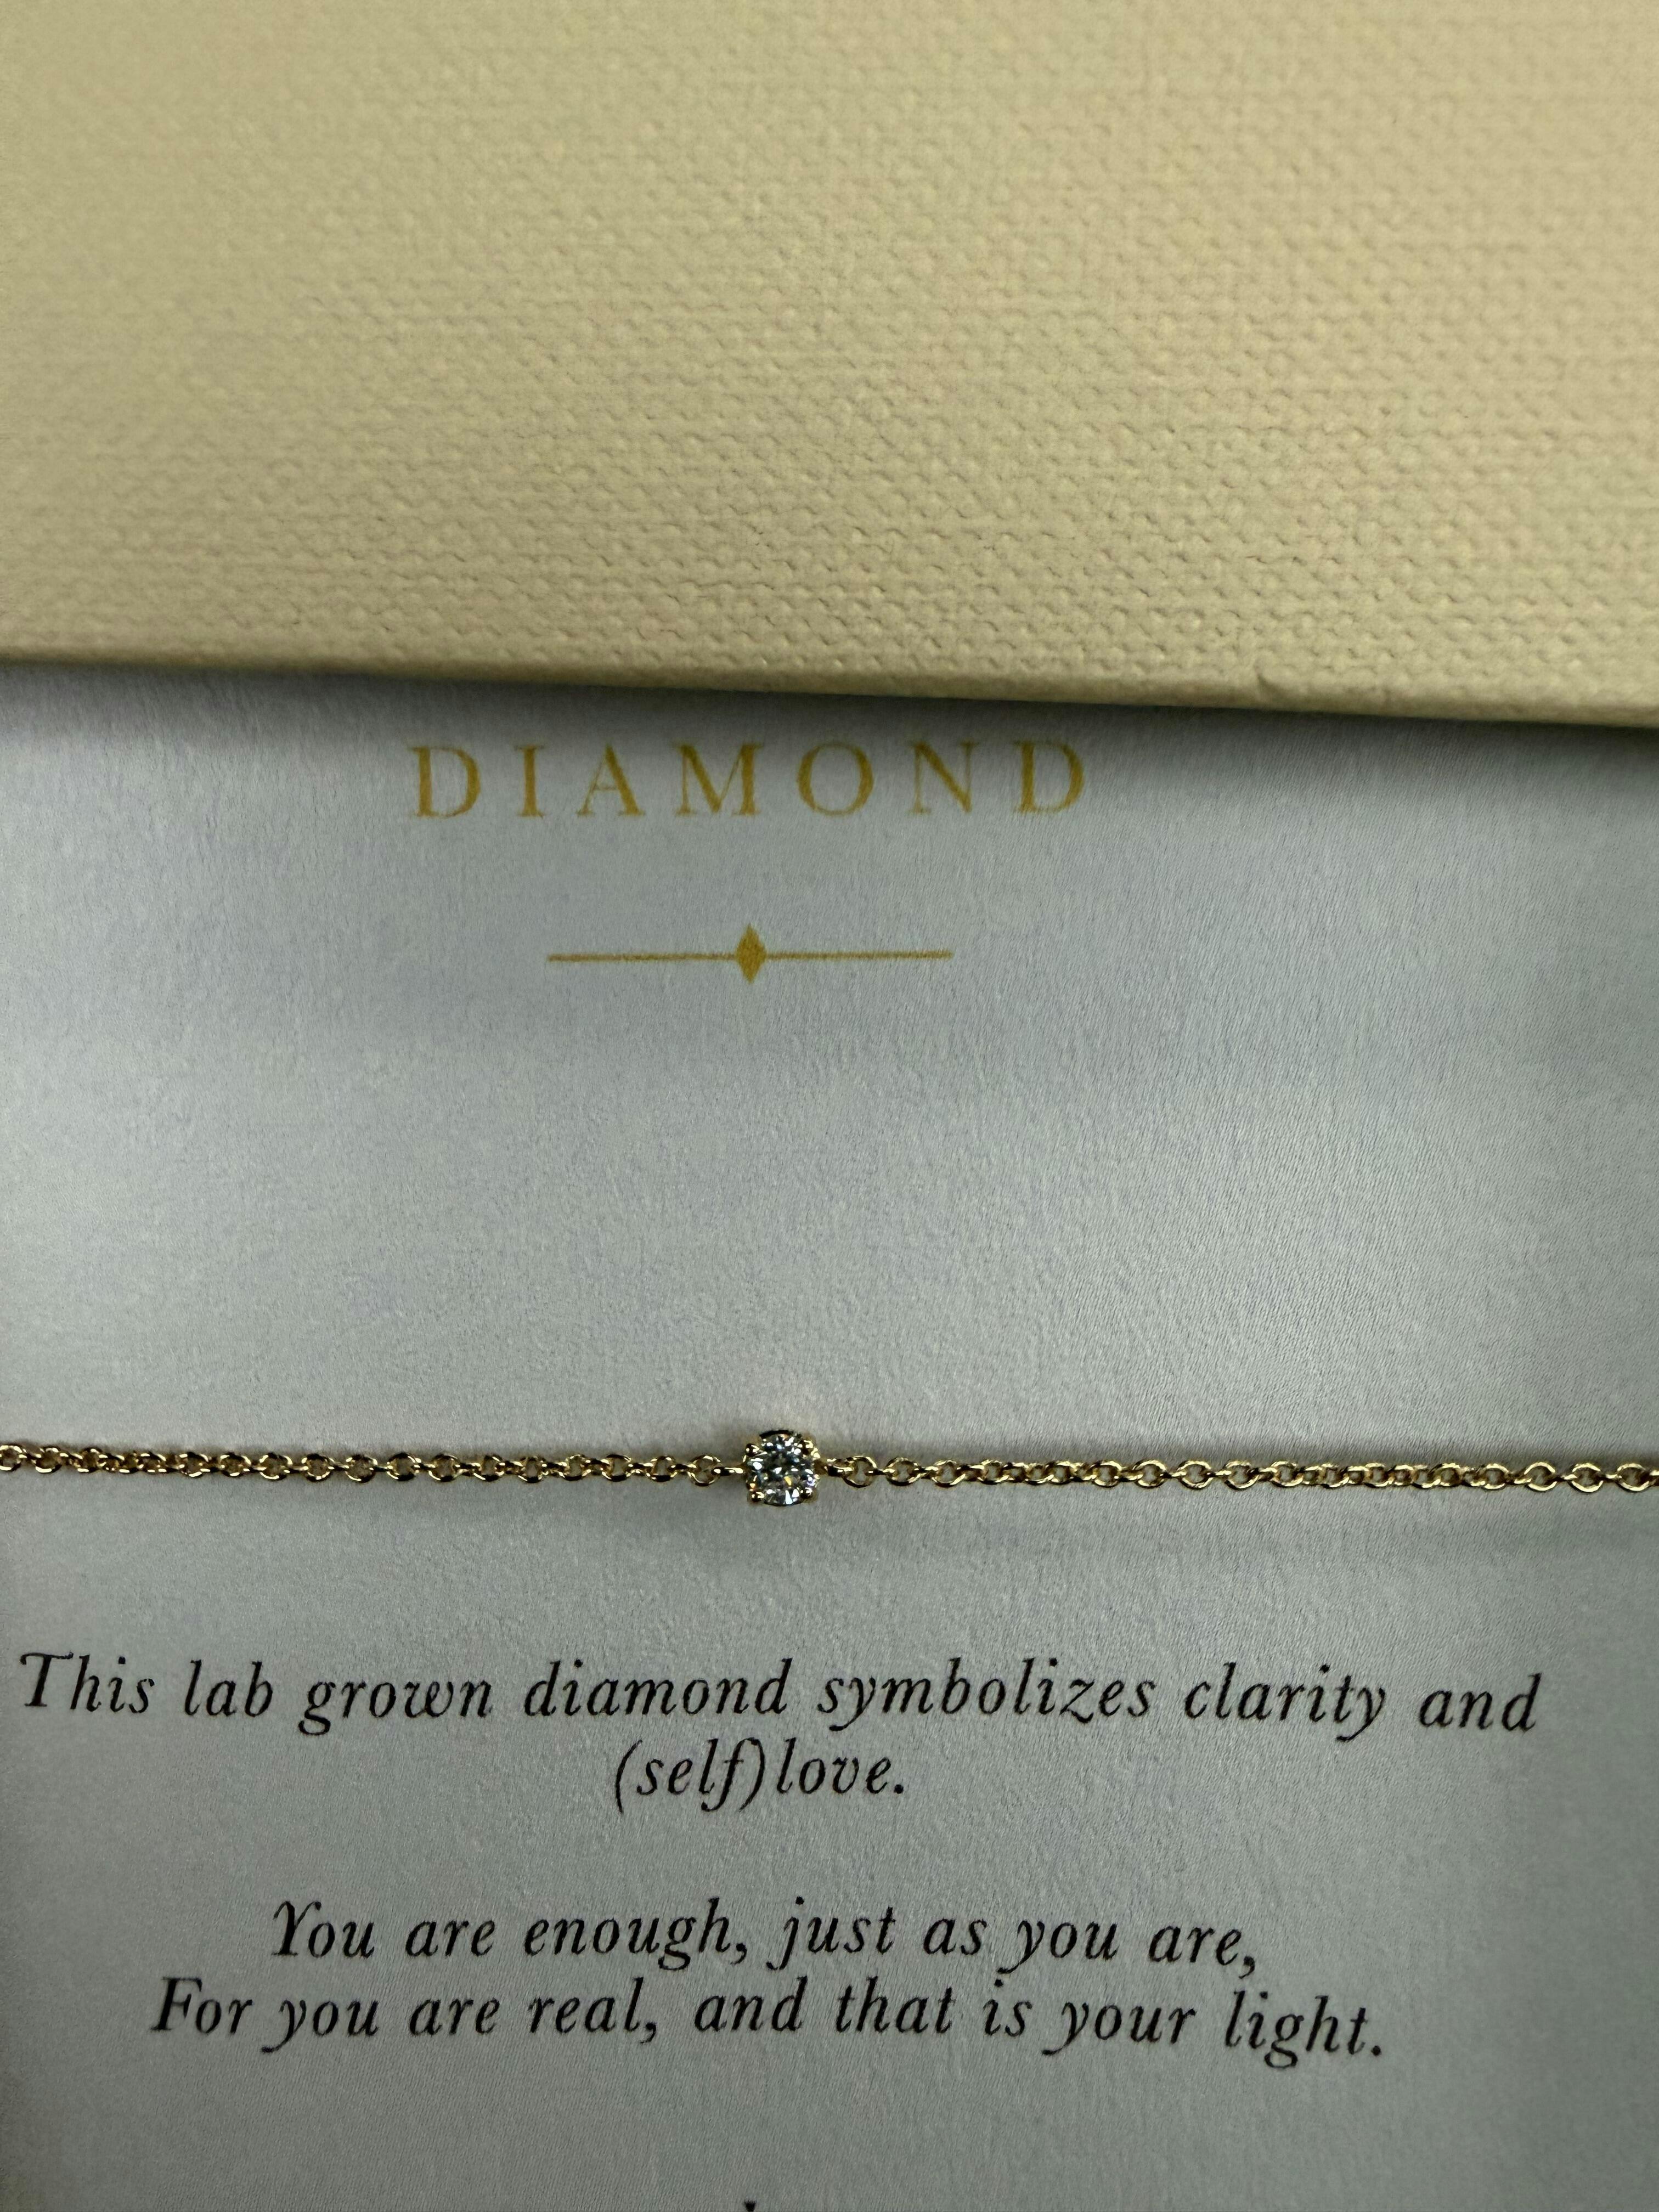 DIAMOND
This lab grown diamond symbolizes clarity and
(self)love.
You are enough, just as you are,
For you are real, and that is your light.